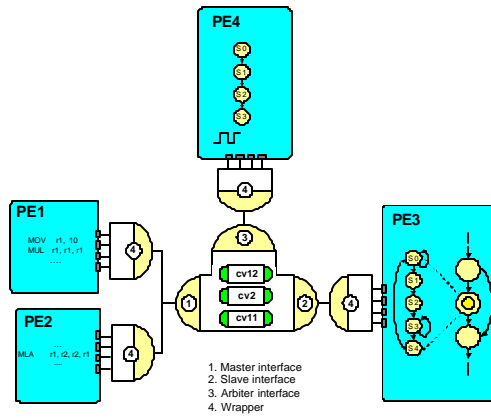 PE4
S0
S1
S2
S3
4
3
PE1
MOV r1, 10
MUL r1, r1, r1
....
4
cv12
cv2
cv11
1
2
4
PE3
S0
S1
S2
S3
S4
PE2
...
MLA r1, r2, r2, r1
....
4
1. Master interface
2. Slave interface
3. Arbiter interface
4. Wrapper